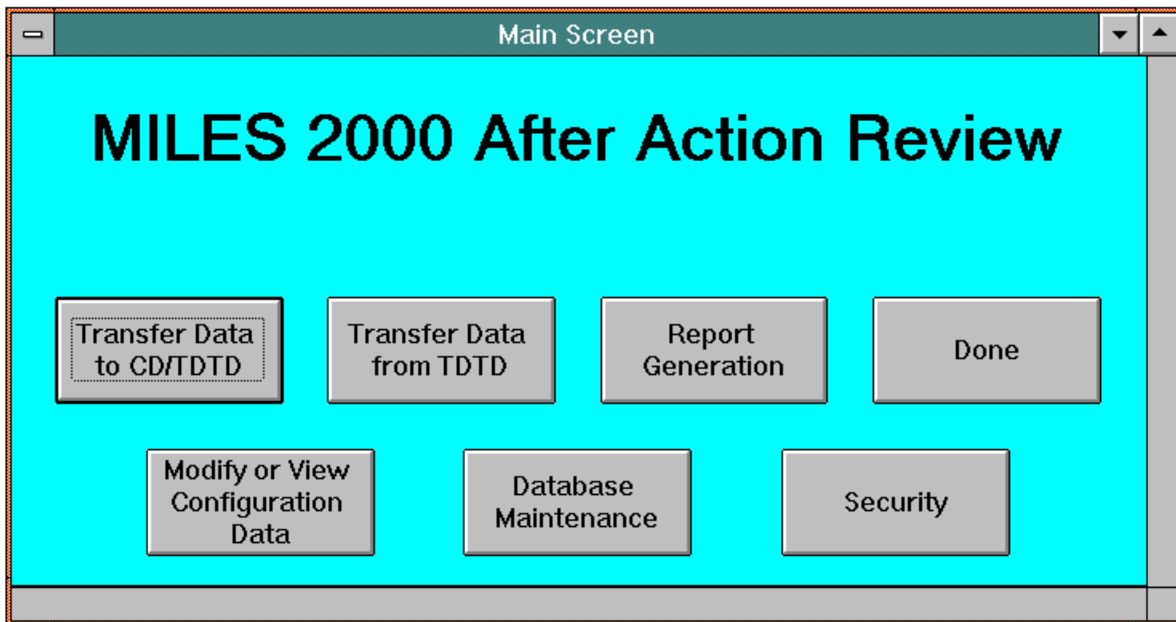 Main Screen
MILES 2000 After Action Review
Transfer Data
to CD/TDTD
Transfer Data
from TDTD
Report
Generation
Done
Modify or View
Configuration
Data
Database
Maintenance
Security